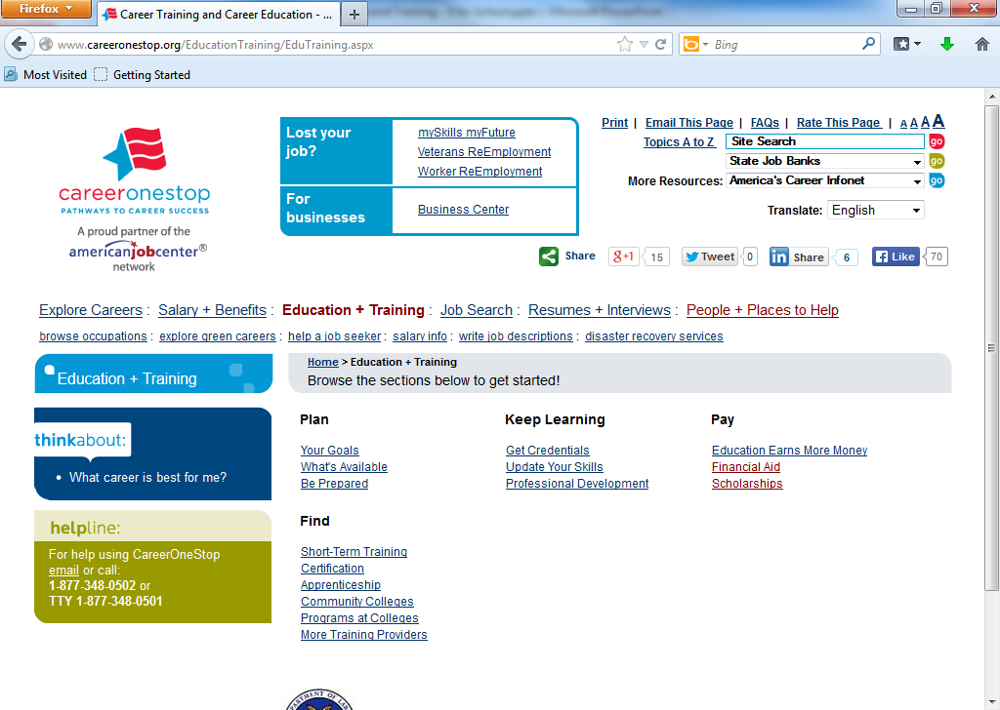 Firefox
Career Training and Career Education - ...
www.careeronestop.org/EducationTraining/EduTraining.aspx
Bing
Most Visited
Getting Started
careeronestop
PATHWAYS TO CAREER SUCCESS
A proud partner of the
americanjobcenter®
network
Lost your
job?
mySkills myFuture
Veterans ReEmployment
Worker ReEmployment
For
businesses
Business Center
Print | Email This Page | FAQs | Rate This Page | A A A A
Topics A to Z Site Search go
State Job Banks go
More Resources: America's Career Infonet go
Translate: English
Share g+1 15 Tweet 0 in Share 6 f Like 70
Explore Careers : Salary + Benefits : Education + Training : Job Search : Resumes + Interviews : People + Places to Help
browse occupations : explore green careers : help a job seeker : salary info : write job descriptions : disaster recovery services
Education + Training
Home > Education + Training
Browse the sections below to get started!
thinkabout:
• What career is best for me?
helpline:
For help using CareerOneStop
email or call:
1-877-348-0502 or
TTY 1-877-348-0501
Plan
Your Goals
What's Available
Be Prepared
Keep Learning
Get Credentials
Update Your Skills
Professional Development
Pay
Education Earns More Money
Financial Aid
Scholarships
Find
Short-Term Training
Certification
Apprenticeship
Community Colleges
Programs at Colleges
More Training Providers